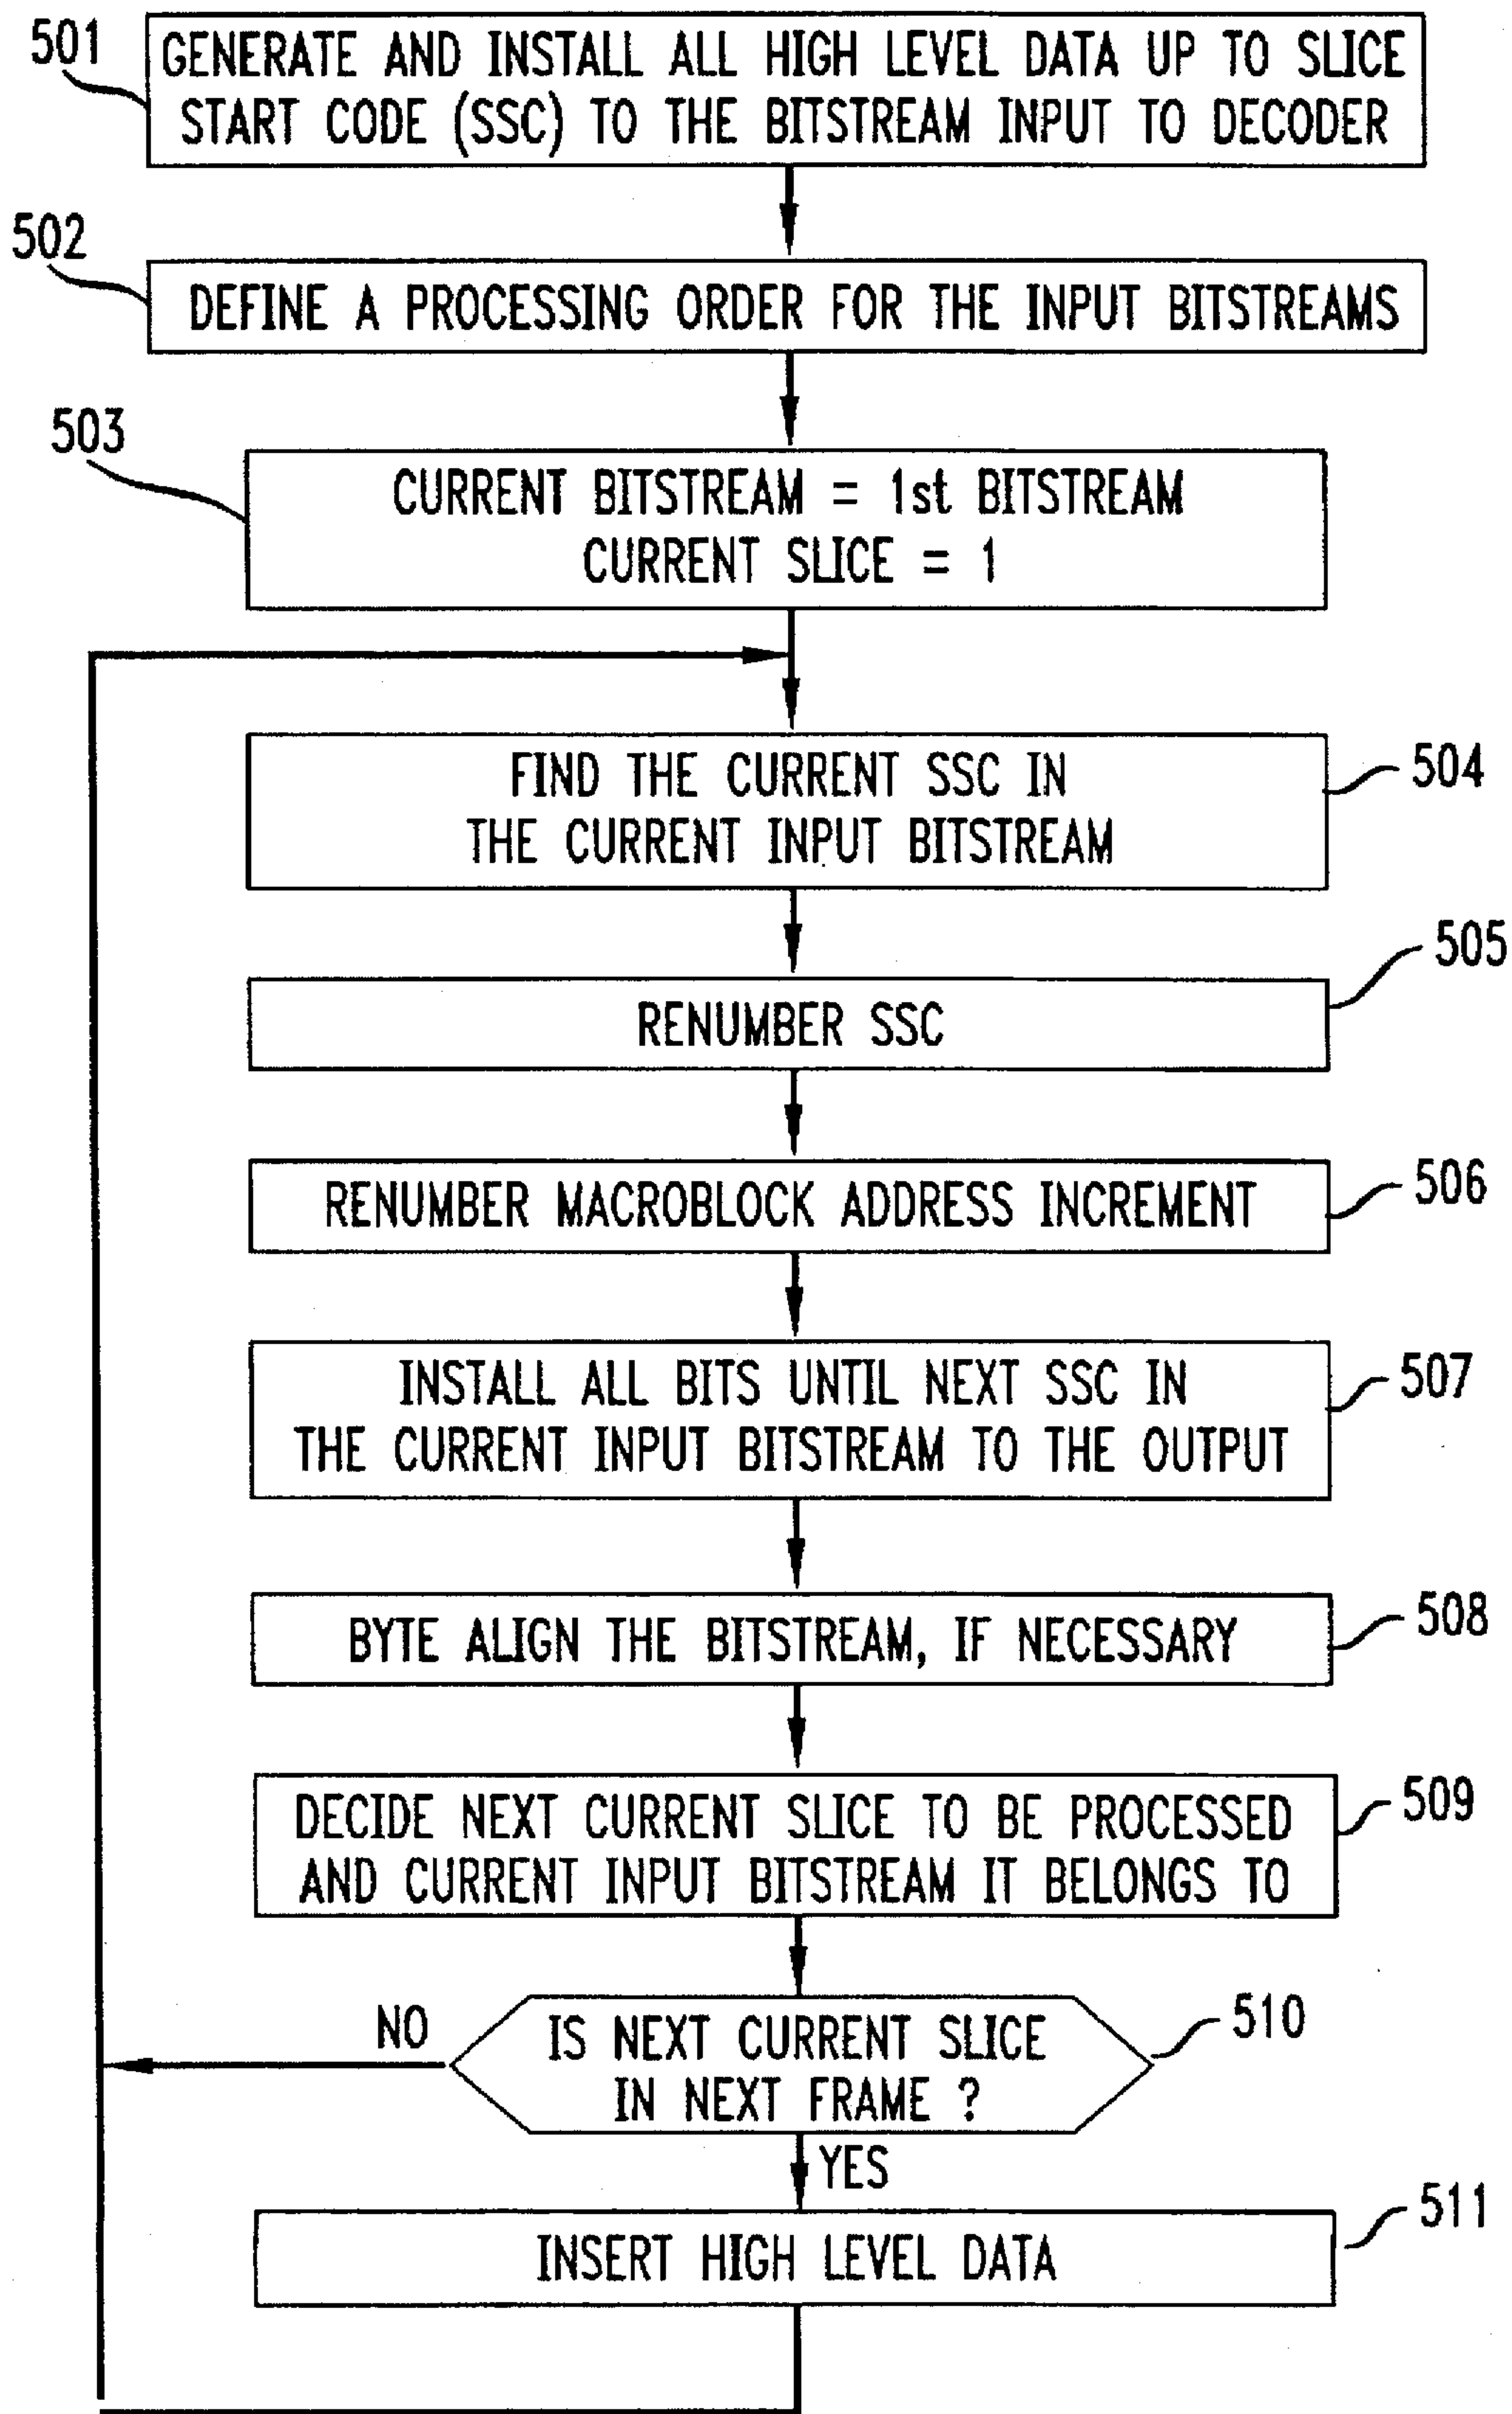 501
GENERATE AND INSTALL ALL HIGH LEVEL DATA UP TO SLICE
START CODE (SSC) TO THE BITSTREAM INPUT TO DECODER
502
DEFINE A PROCESSING ORDER FOR THE INPUT BITSTREAMS
503
CURRENT BITSTREAM = 1st BITSTREAM
CURRENT SLICE = 1
FIND THE CURRENT SSC IN
THE CURRENT INPUT BITSTREAM
504
RENUMBER SSC
505
RENUMBER MACROBLOCK ADDRESS INCREMENT
506
INSTALL ALL BITS UNTIL NEXT SSC IN
THE CURRENT INPUT BITSTREAM TO THE OUTPUT
507
BYTE ALIGN THE BITSTREAM, IF NECESSARY
508
DECIDE NEXT CURRENT SLICE TO BE PROCESSED
AND CURRENT INPUT BITSTREAM IT BELONGS TO
509
NO
IS NEXT CURRENT SLICE
IN NEXT FRAME ?
510
YES
INSERT HIGH LEVEL DATA
511